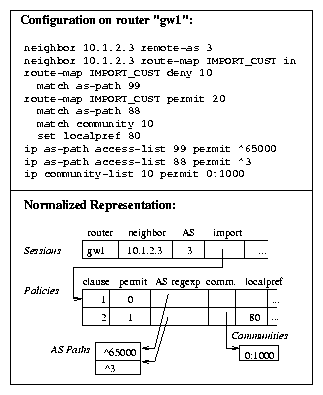 Configuration on router "gw1":
neighbor 10.1.2.3 remote-as 3
neighbor 10.1.2.3 route-map IMPORT_CUST in
route-map IMPORT_CUST deny 10
match as-path 99
route-map IMPORT_CUST permit 20
match as-path 88
match community 10
set localpref 80
ip as-path access-list 99 permit ^65000
ip as-path access-list 88 permit ^3
ip community-list 10 permit 0:1000
Normalized Representation:
router neighbor AS import
Sessions gw1 10.1.2.3 3 ...
Policies clause permit AS regexp comm. localpref
1 0 ...
2 1 80 ...
AS Paths Communities
^65000 0:1000
^3